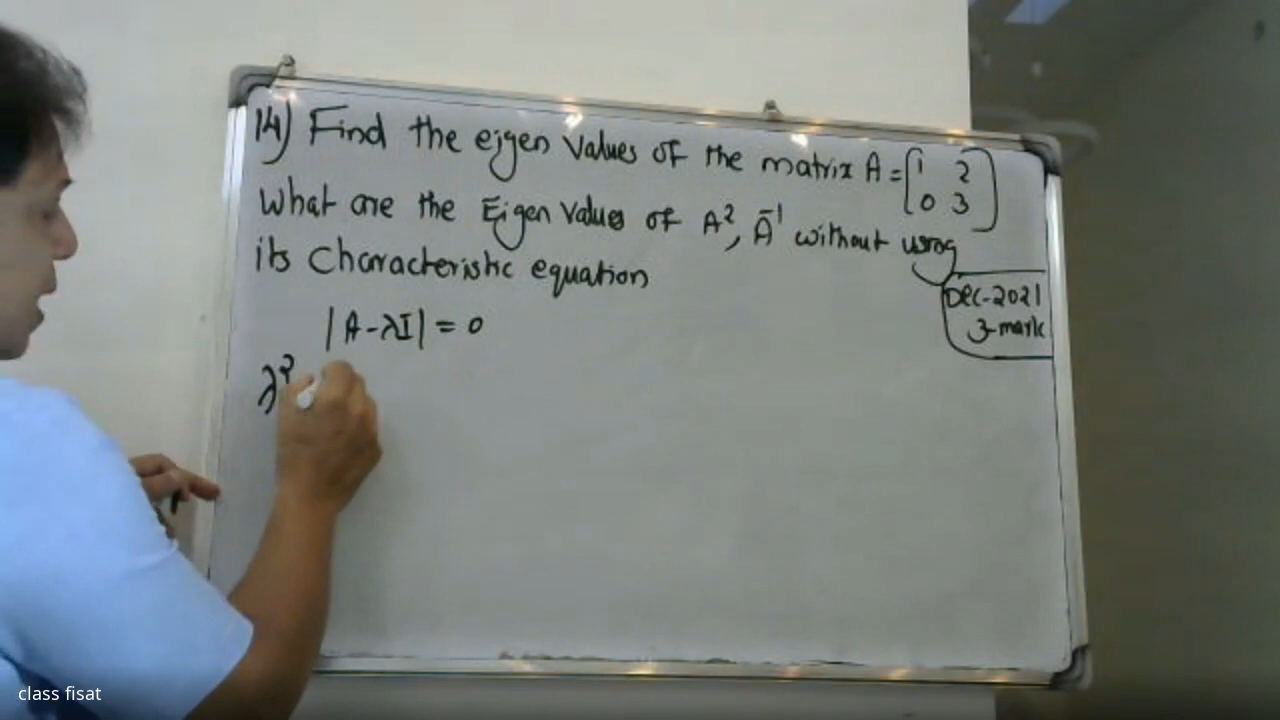 14) Find the eigen values of the matrix A = [1 2
0 3]
What are the Eigen values of A², A⁻¹ without using
its characteristic equation
Dec-2021
3-mark
|A-λI| = 0
λ²
class fisat